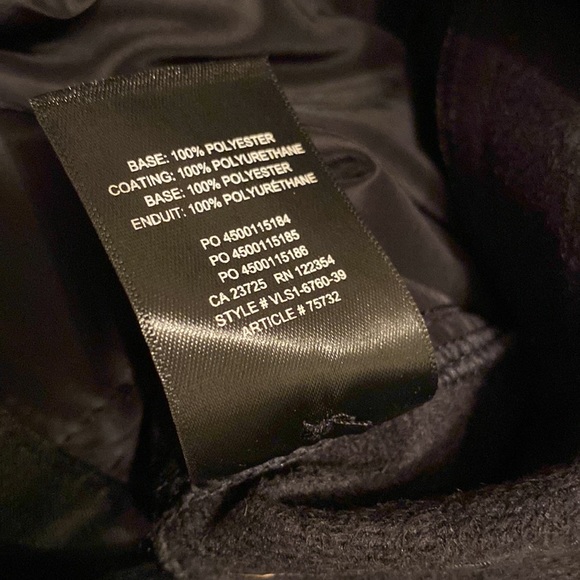 BASE: 100% POLYESTER
COATING: 100% POLYURETHANE
BASE: 100% POLYESTER
ENDUIT: 100% POLYURÉTHANE
PO 4500115184
PO 4500115185
PO 4500115186
CA 23725 RN 122354
STYLE # VLS1-6760-39
ARTICLE # 75732